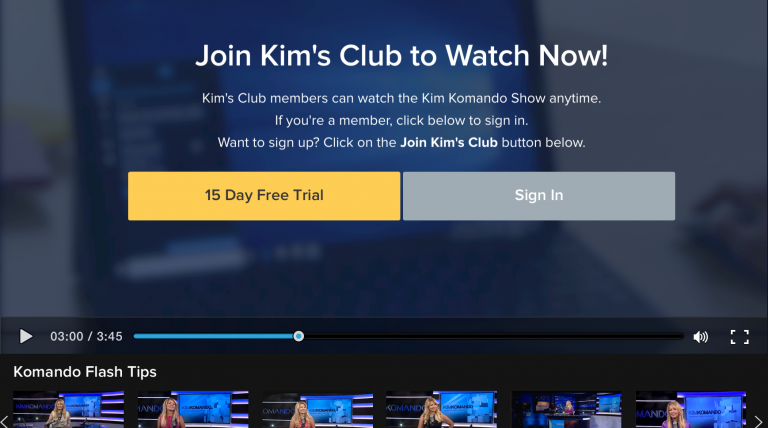 Join Kim's Club to Watch Now!
Kim's Club members can watch the Kim Komando Show anytime.
If you're a member, click below to sign in.
Want to sign up? Click on the Join Kim's Club button below.
15 Day Free Trial
Sign In
03:00 / 3:45
Komando Flash Tips